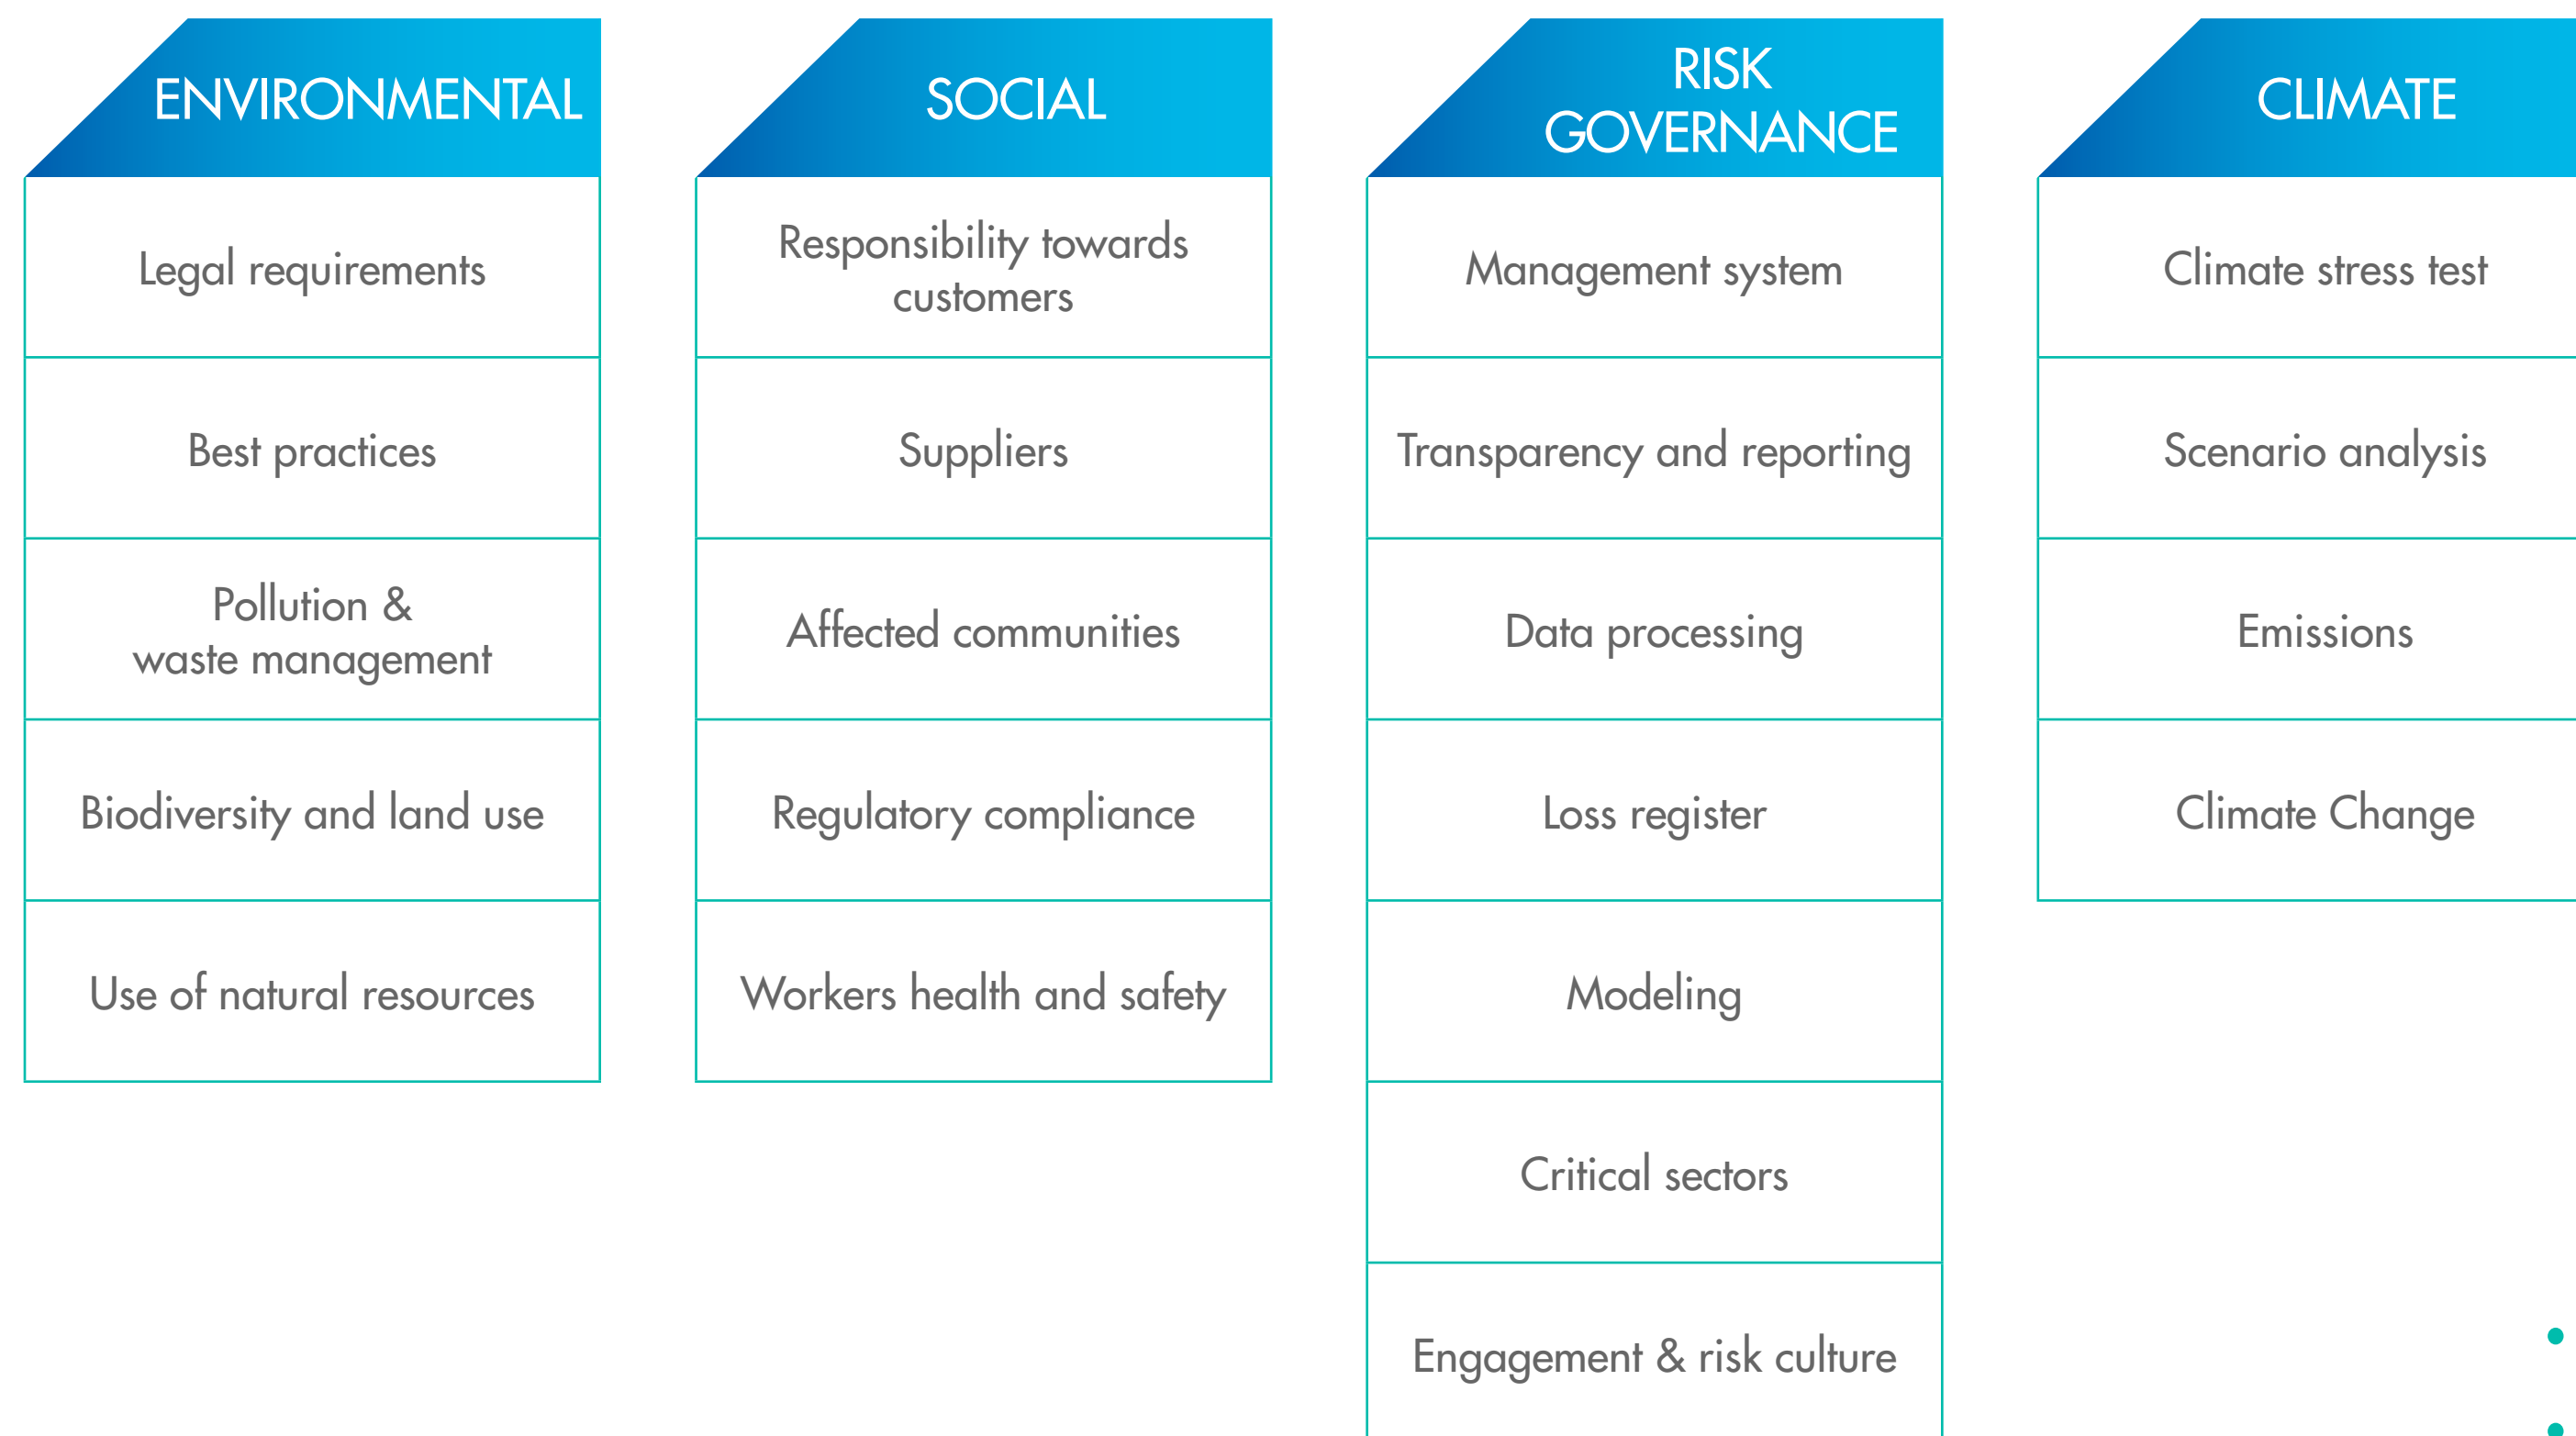 ENVIRONMENTAL
Legal requirements
Best practices
Pollution &
waste management
Biodiversity and land use
Use of natural resources
SOCIAL
Responsibility towards
customers
Suppliers
Affected communities
Regulatory compliance
Workers health and safety
RISK
GOVERNANCE
Management system
Transparency and reporting
Data processing
Loss register
Modeling
Critical sectors
Engagement & risk culture
CLIMATE
Climate stress test
Scenario analysis
Emissions
Climate Change